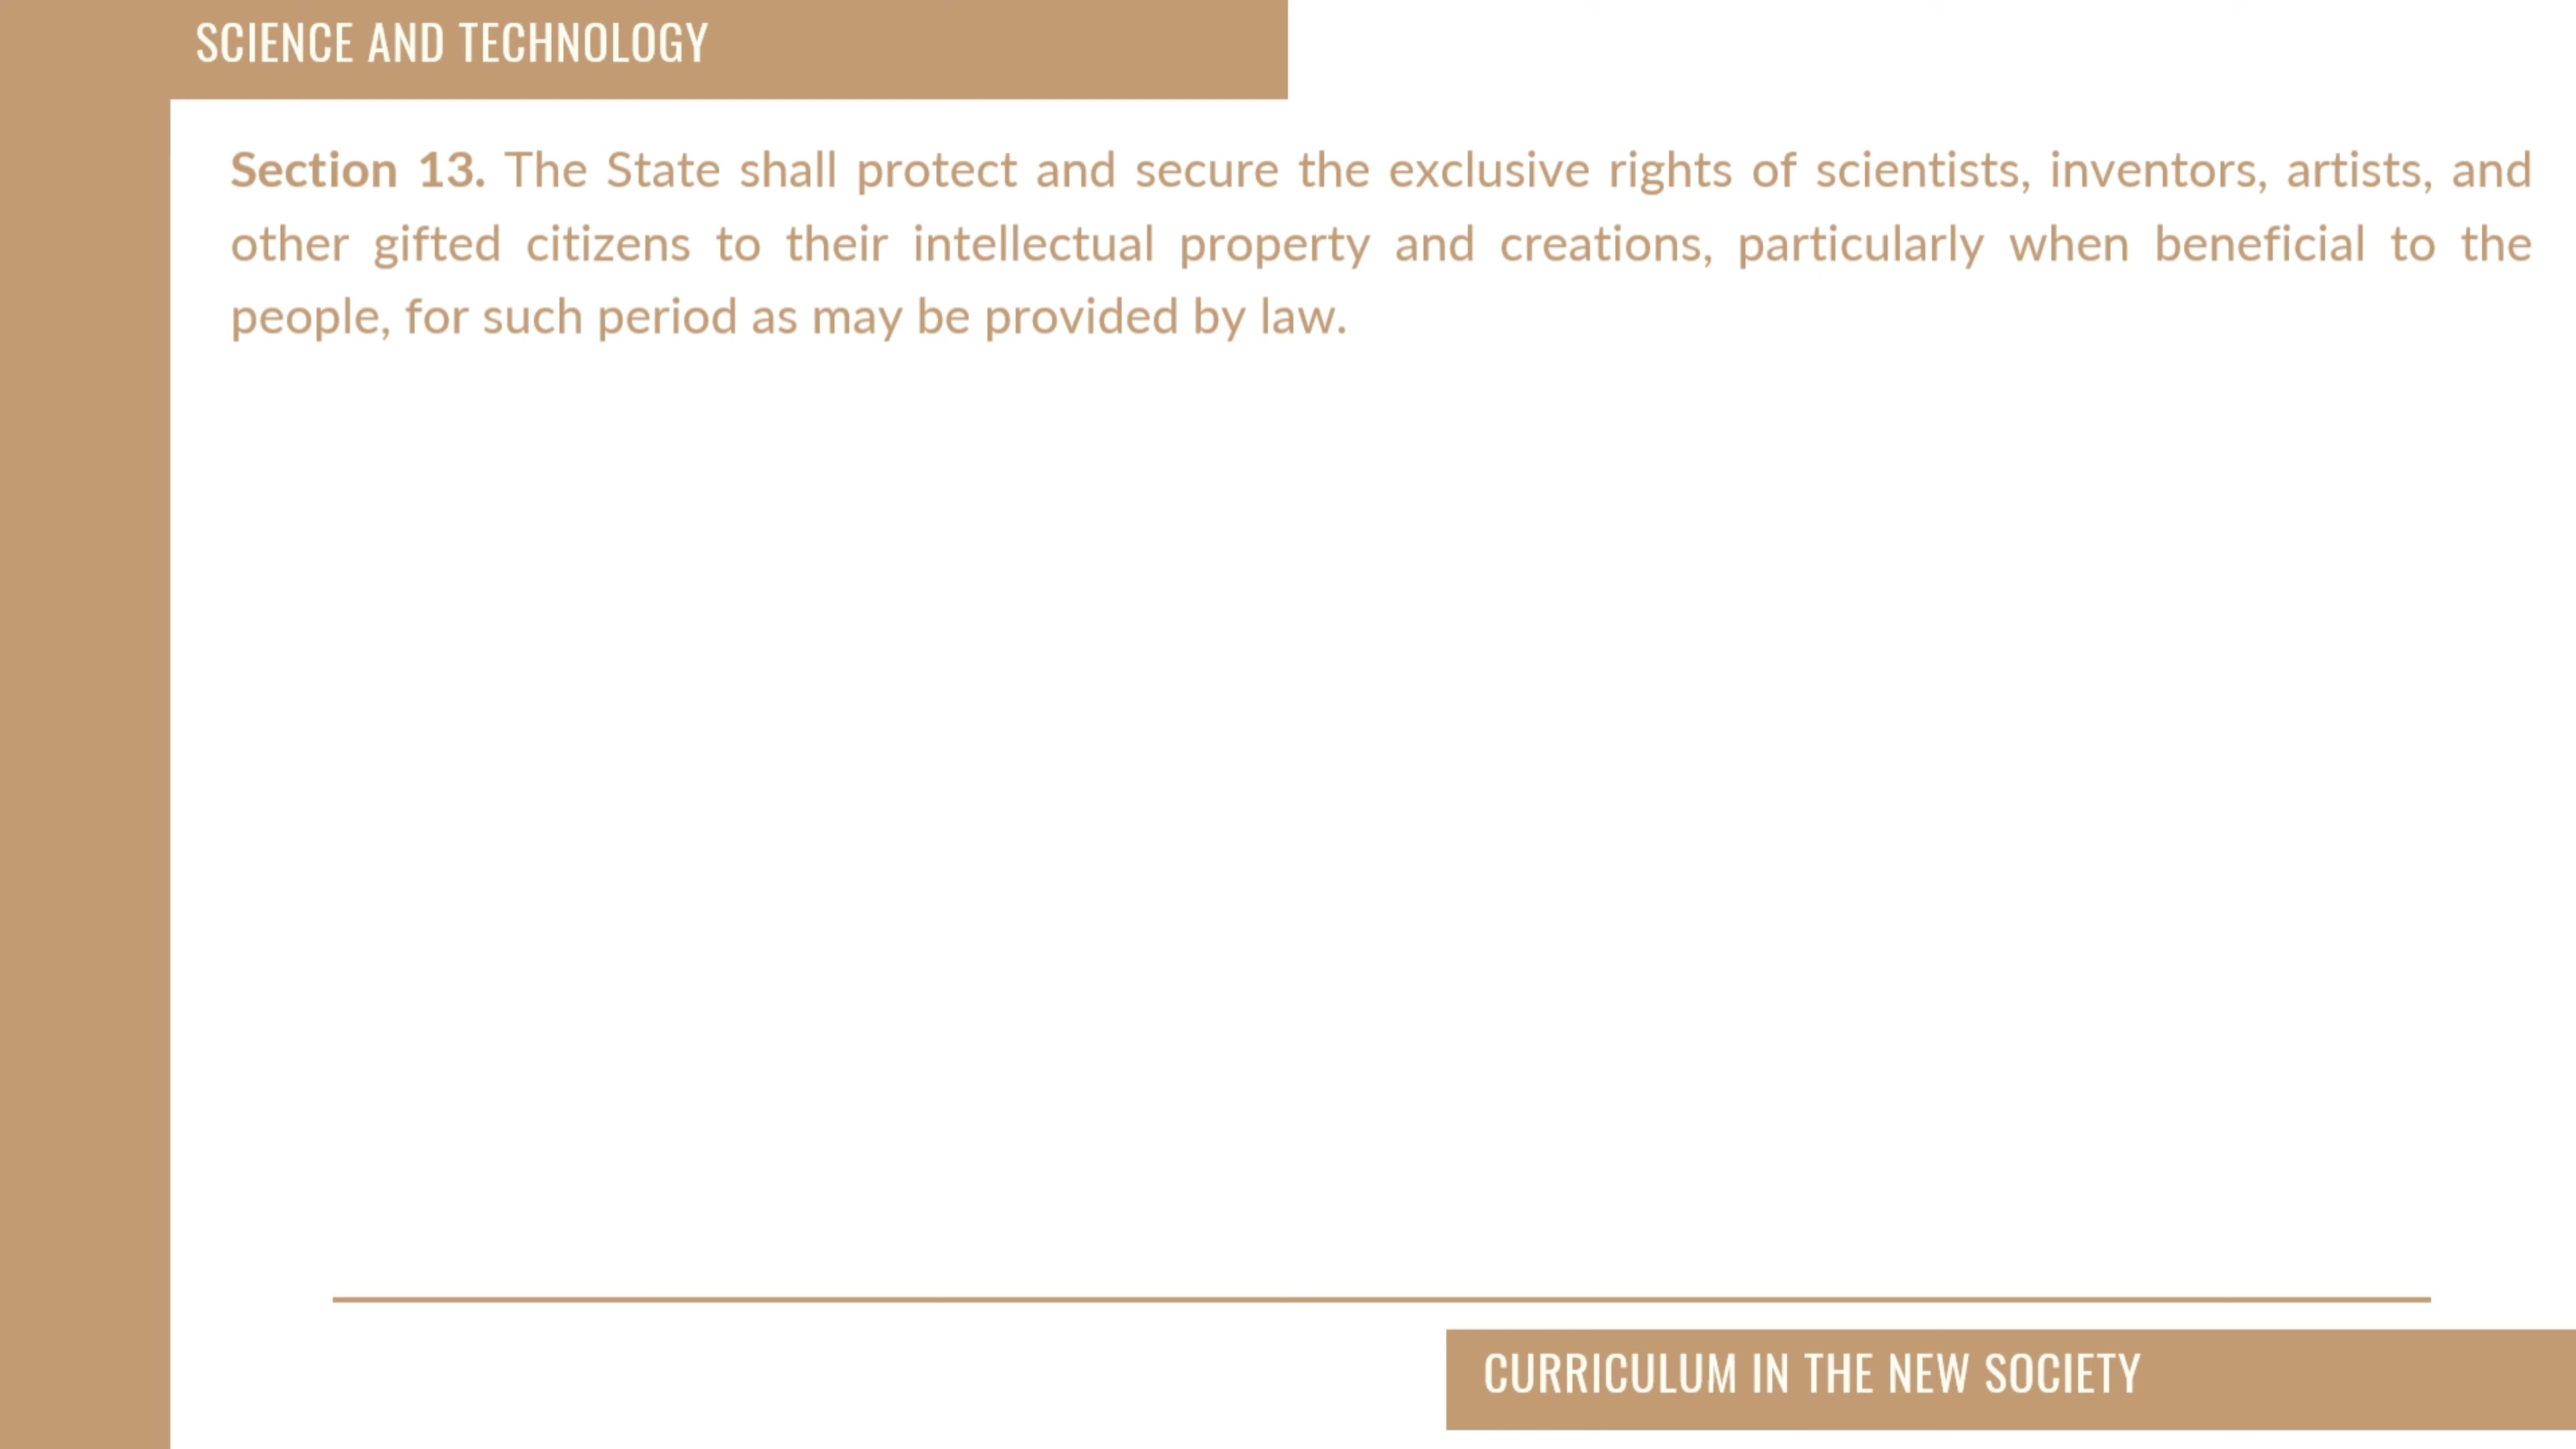 SCIENCE AND TECHNOLOGY
Section 13. The State shall protect and secure the exclusive rights of scientists, inventors, artists, and
other gifted citizens to their intellectual property and creations, particularly when beneficial to the
people, for such period as may be provided by law.
CURRICULUM IN THE NEW SOCIETY